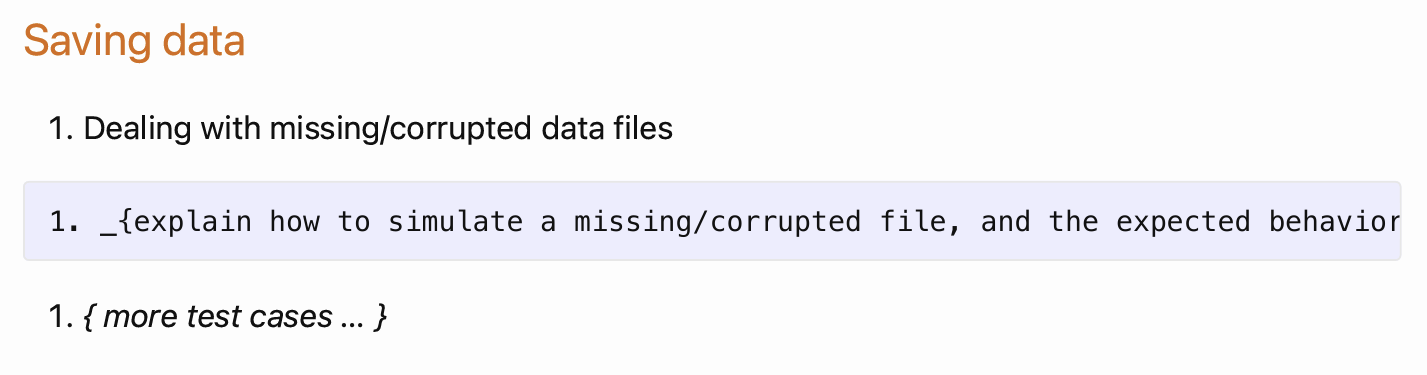 Saving data
1. Dealing with missing/corrupted data files
1. _{explain how to simulate a missing/corrupted file, and the expected behavior
1. { more test cases … }